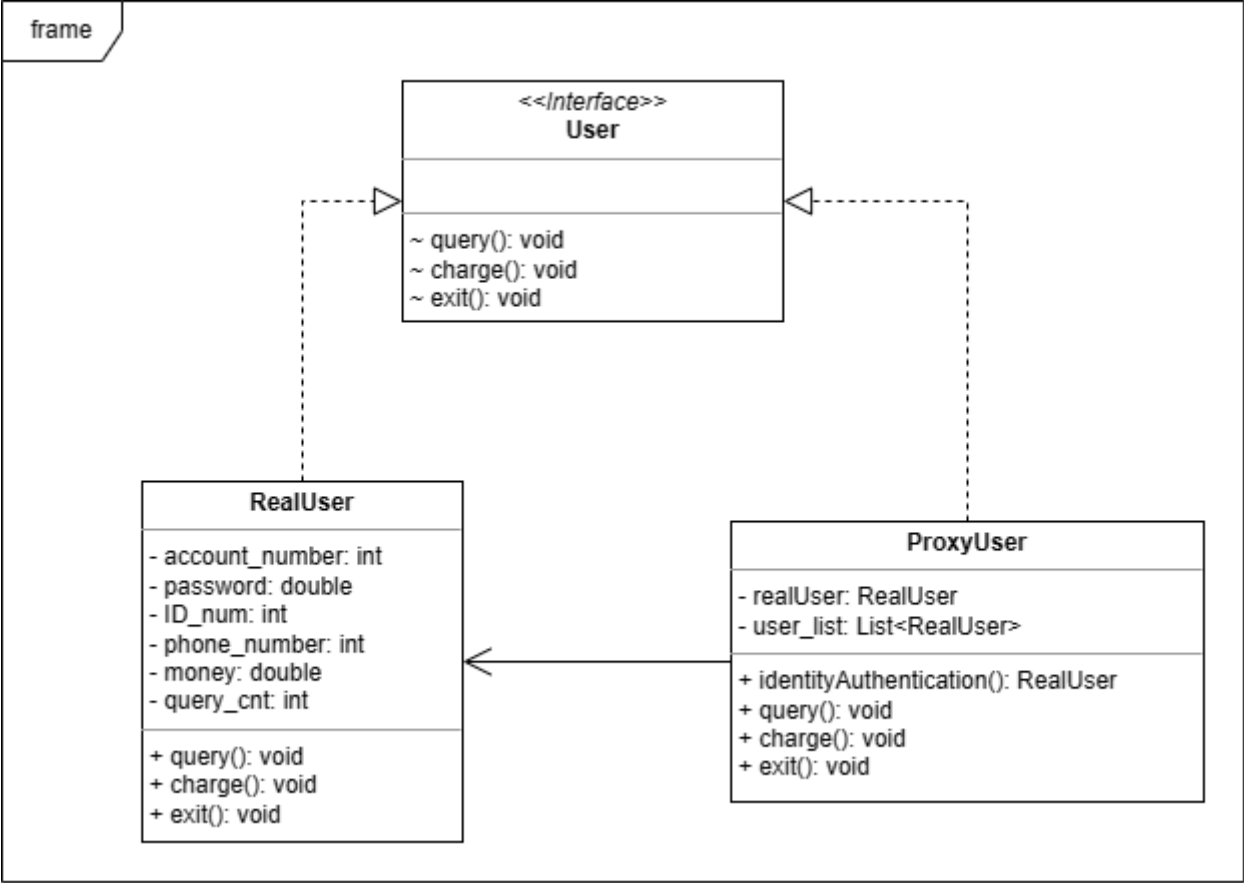 frame
<<Interface>>
User
~ query(): void
~ charge(): void
~ exit(): void
RealUser
- account_number: int
- password: double
- ID_num: int
- phone_number: int
- money: double
- query_cnt: int
+ query(): void
+ charge(): void
+ exit(): void
ProxyUser
- realUser: RealUser
- user_list: List<RealUser>
+ identityAuthentication(): RealUser
+ query(): void
+ charge(): void
+ exit(): void